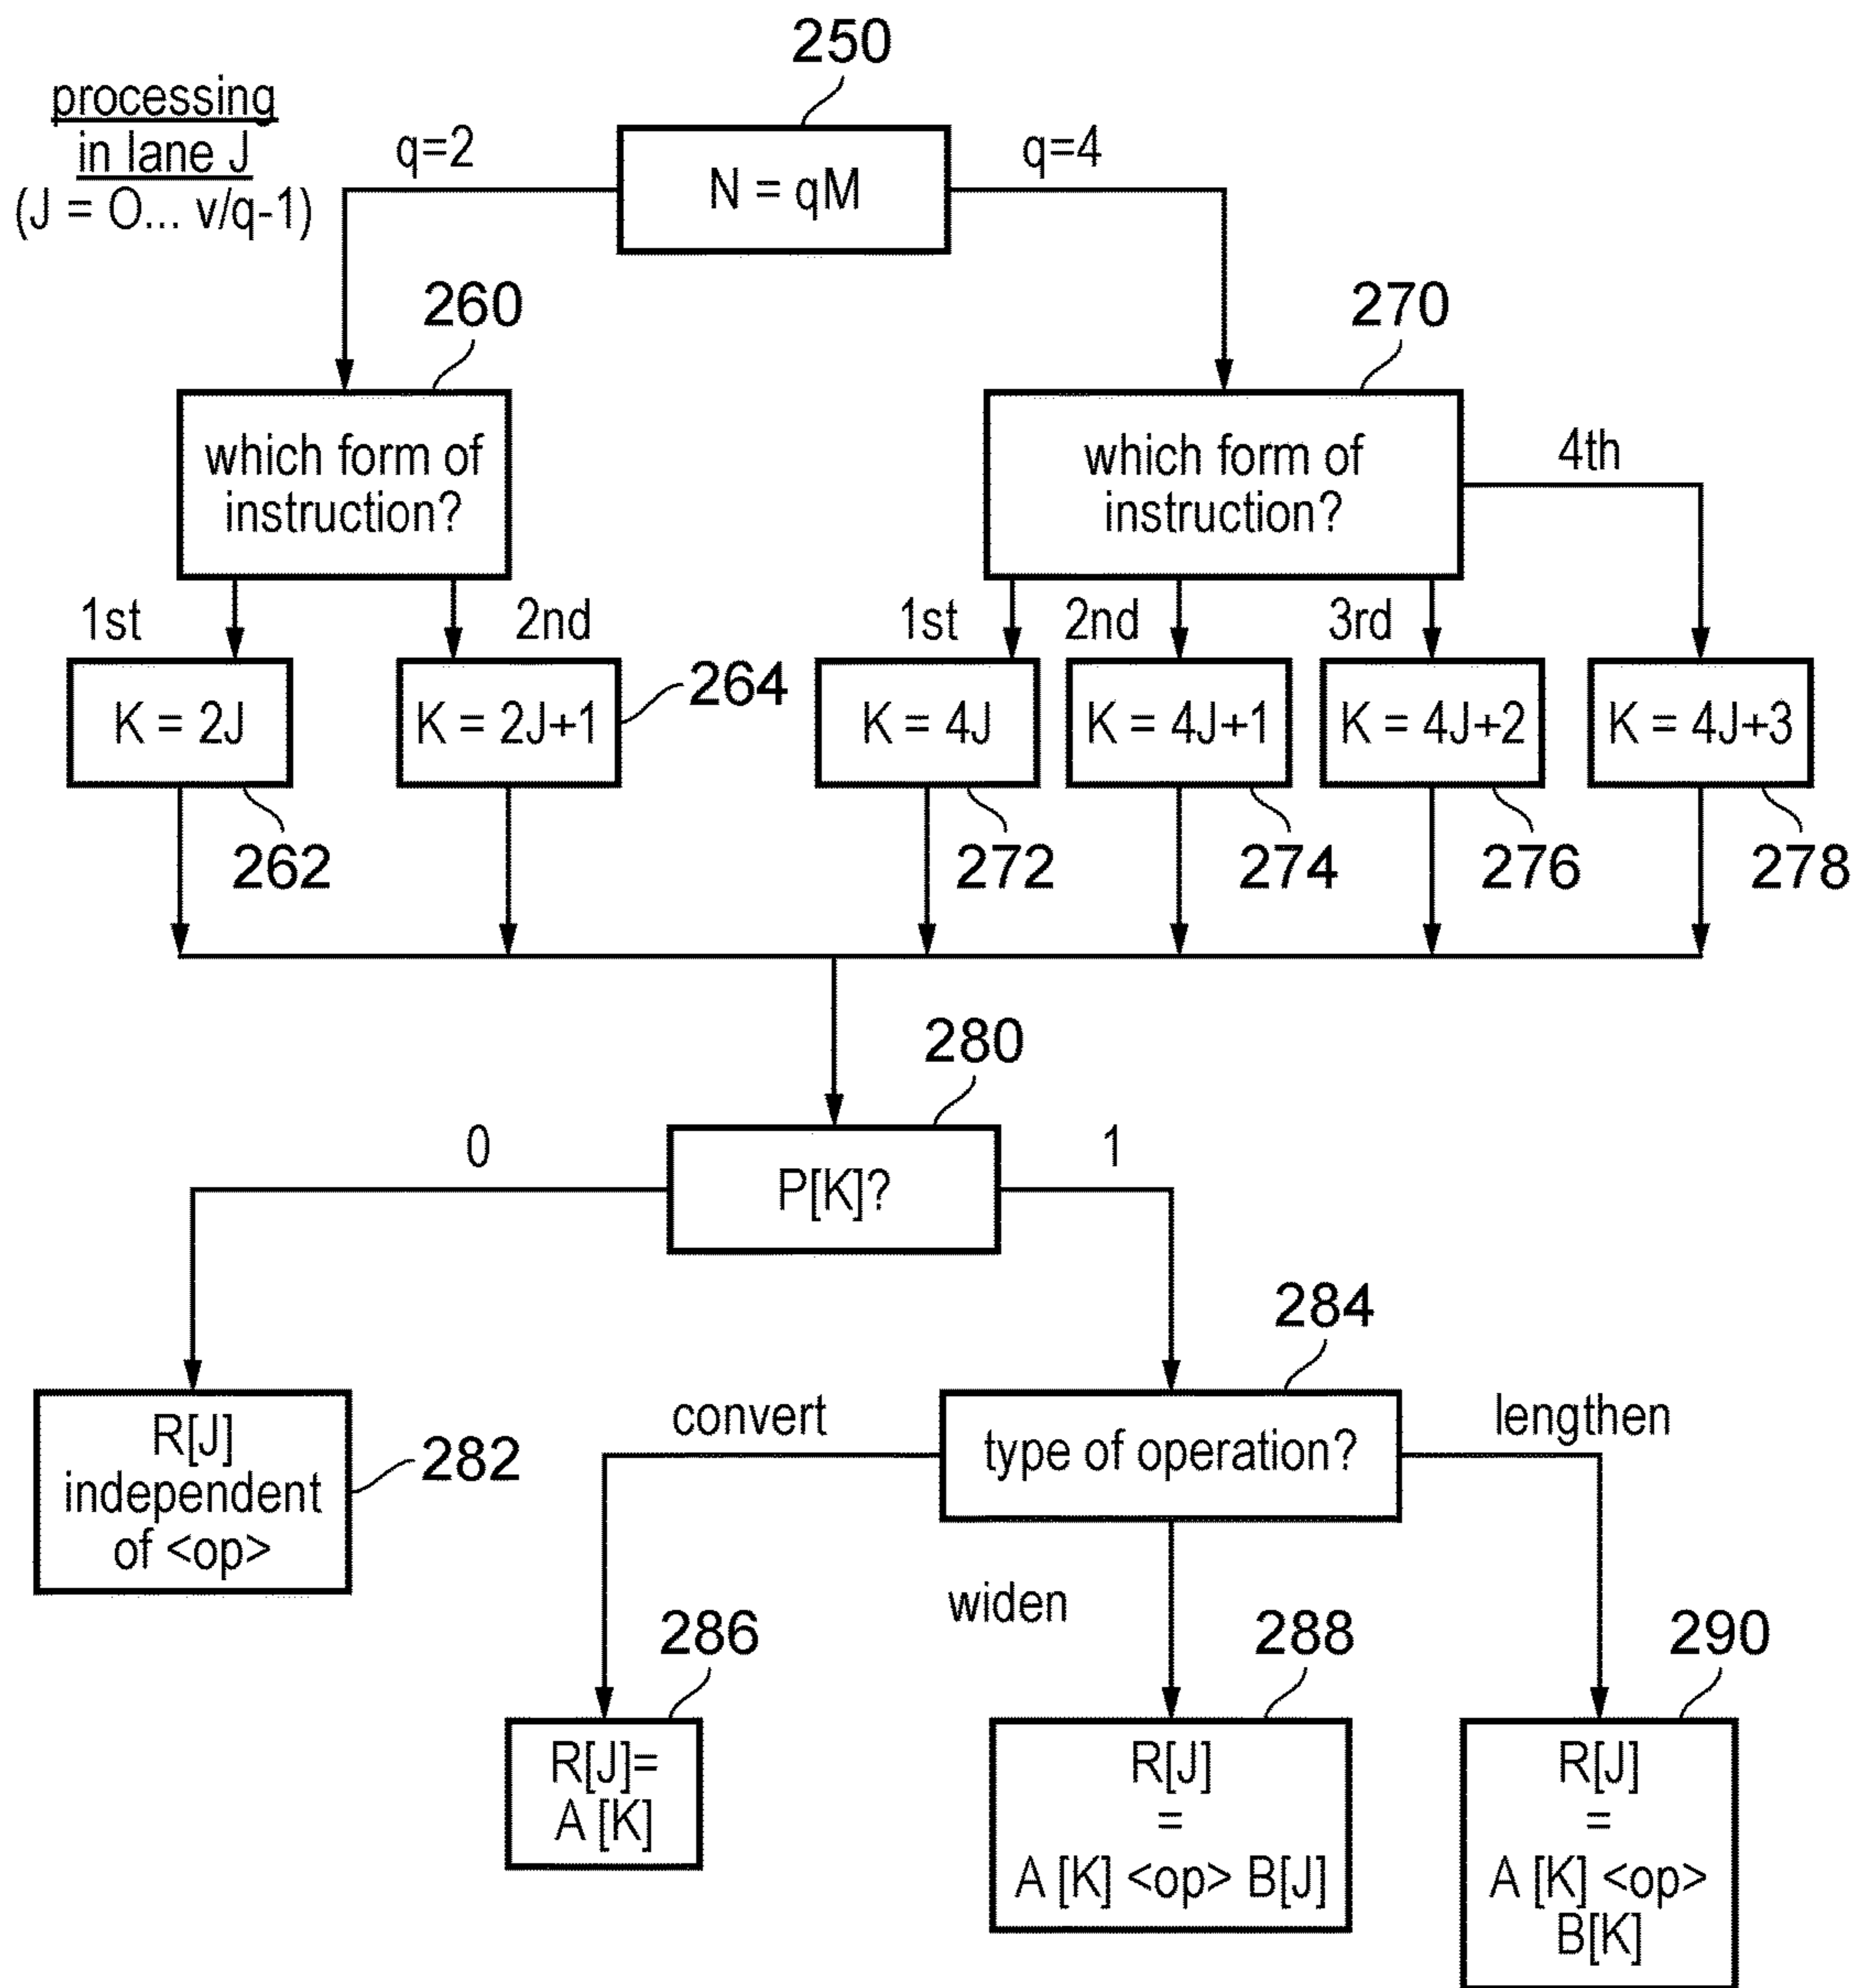 250
processing
in lane J
(J = O... v/q-1)
q=2
N = qM
q=4
260
270
which form of
instruction?
which form of
instruction?
4th
1st
2nd
1st
2nd
3rd
K = 2J
K = 2J+1
264
K = 4J
K = 4J+1
K = 4J+2
K = 4J+3
262
272
274
276
278
280
0
P[K]?
1
284
R[J]
independent
of <op>
282
convert
type of operation?
lengthen
widen
286
288
290
R[J]=
A [K]
R[J]
=
A [K] <op> B[J]
R[J]
=
A [K] <op>
B[K]